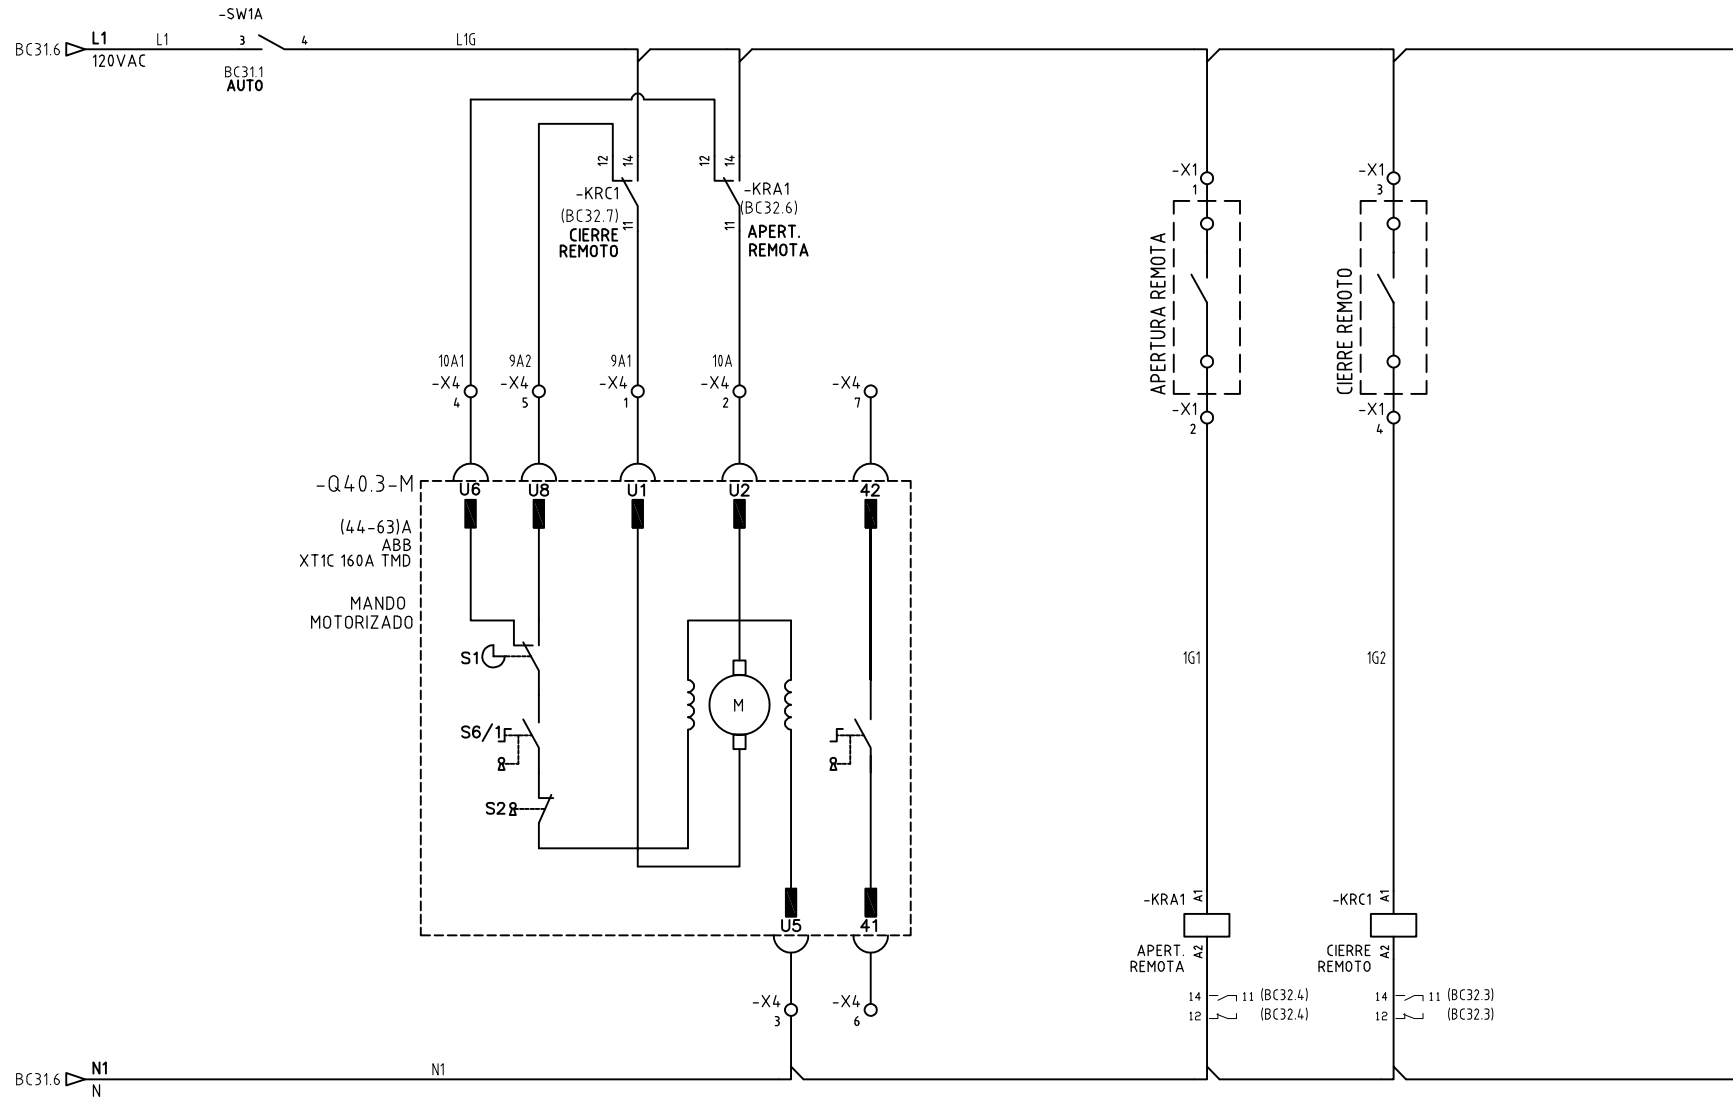 -SW1A
BC31.6
L1
L1
3
4
L1G
120VAC
BC31.1
AUTO
12
14
12
14
-KRC1
(BC32.7)
CIERRE
REMOTO
11
-KRA1
(BC32.6)
11
APERT.
REMOTA
-X1
1
-X1
3
APERTURA REMOTA
CIERRE REMOTO
10A1
9A2
9A1
10A
-X4
4
-X4
5
-X4
1
-X4
2
-X4
7
-X1
2
-X1
4
-Q40.3-M
U6
U8
U1
U2
42
(44-63)A
ABB
XT1C 160A TMD
MANDO
MOTORIZADO
S1
M
S6/1
S2
1G1
1G2
-KRA1
A1
-KRC1
A1
U5
41
APERT.
REMOTA
A2
CIERRE
REMOTO
A2
14
11
(BC32.4)
12
(BC32.4)
14
11
(BC32.3)
12
(BC32.3)
-X4
3
-X4
6
BC31.6
N1
N1
N